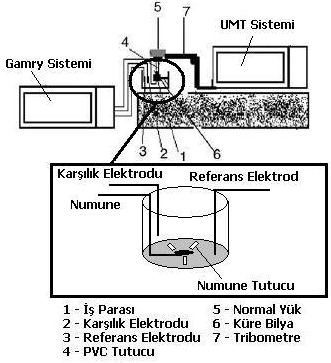 5
7
UMT Sistemi
4
Gamry Sistemi
3 2 1 6
Karşılık Elektrodu
Referans Elektrod
Numune
Numune Tutucu
1 - İş Parası
2 - Karşılık Elektrodu
3 - Referans Elektrodu
4 - PVC Tutucu
5 - Normal Yük
6 - Küre Bilya
7 - Tribometre